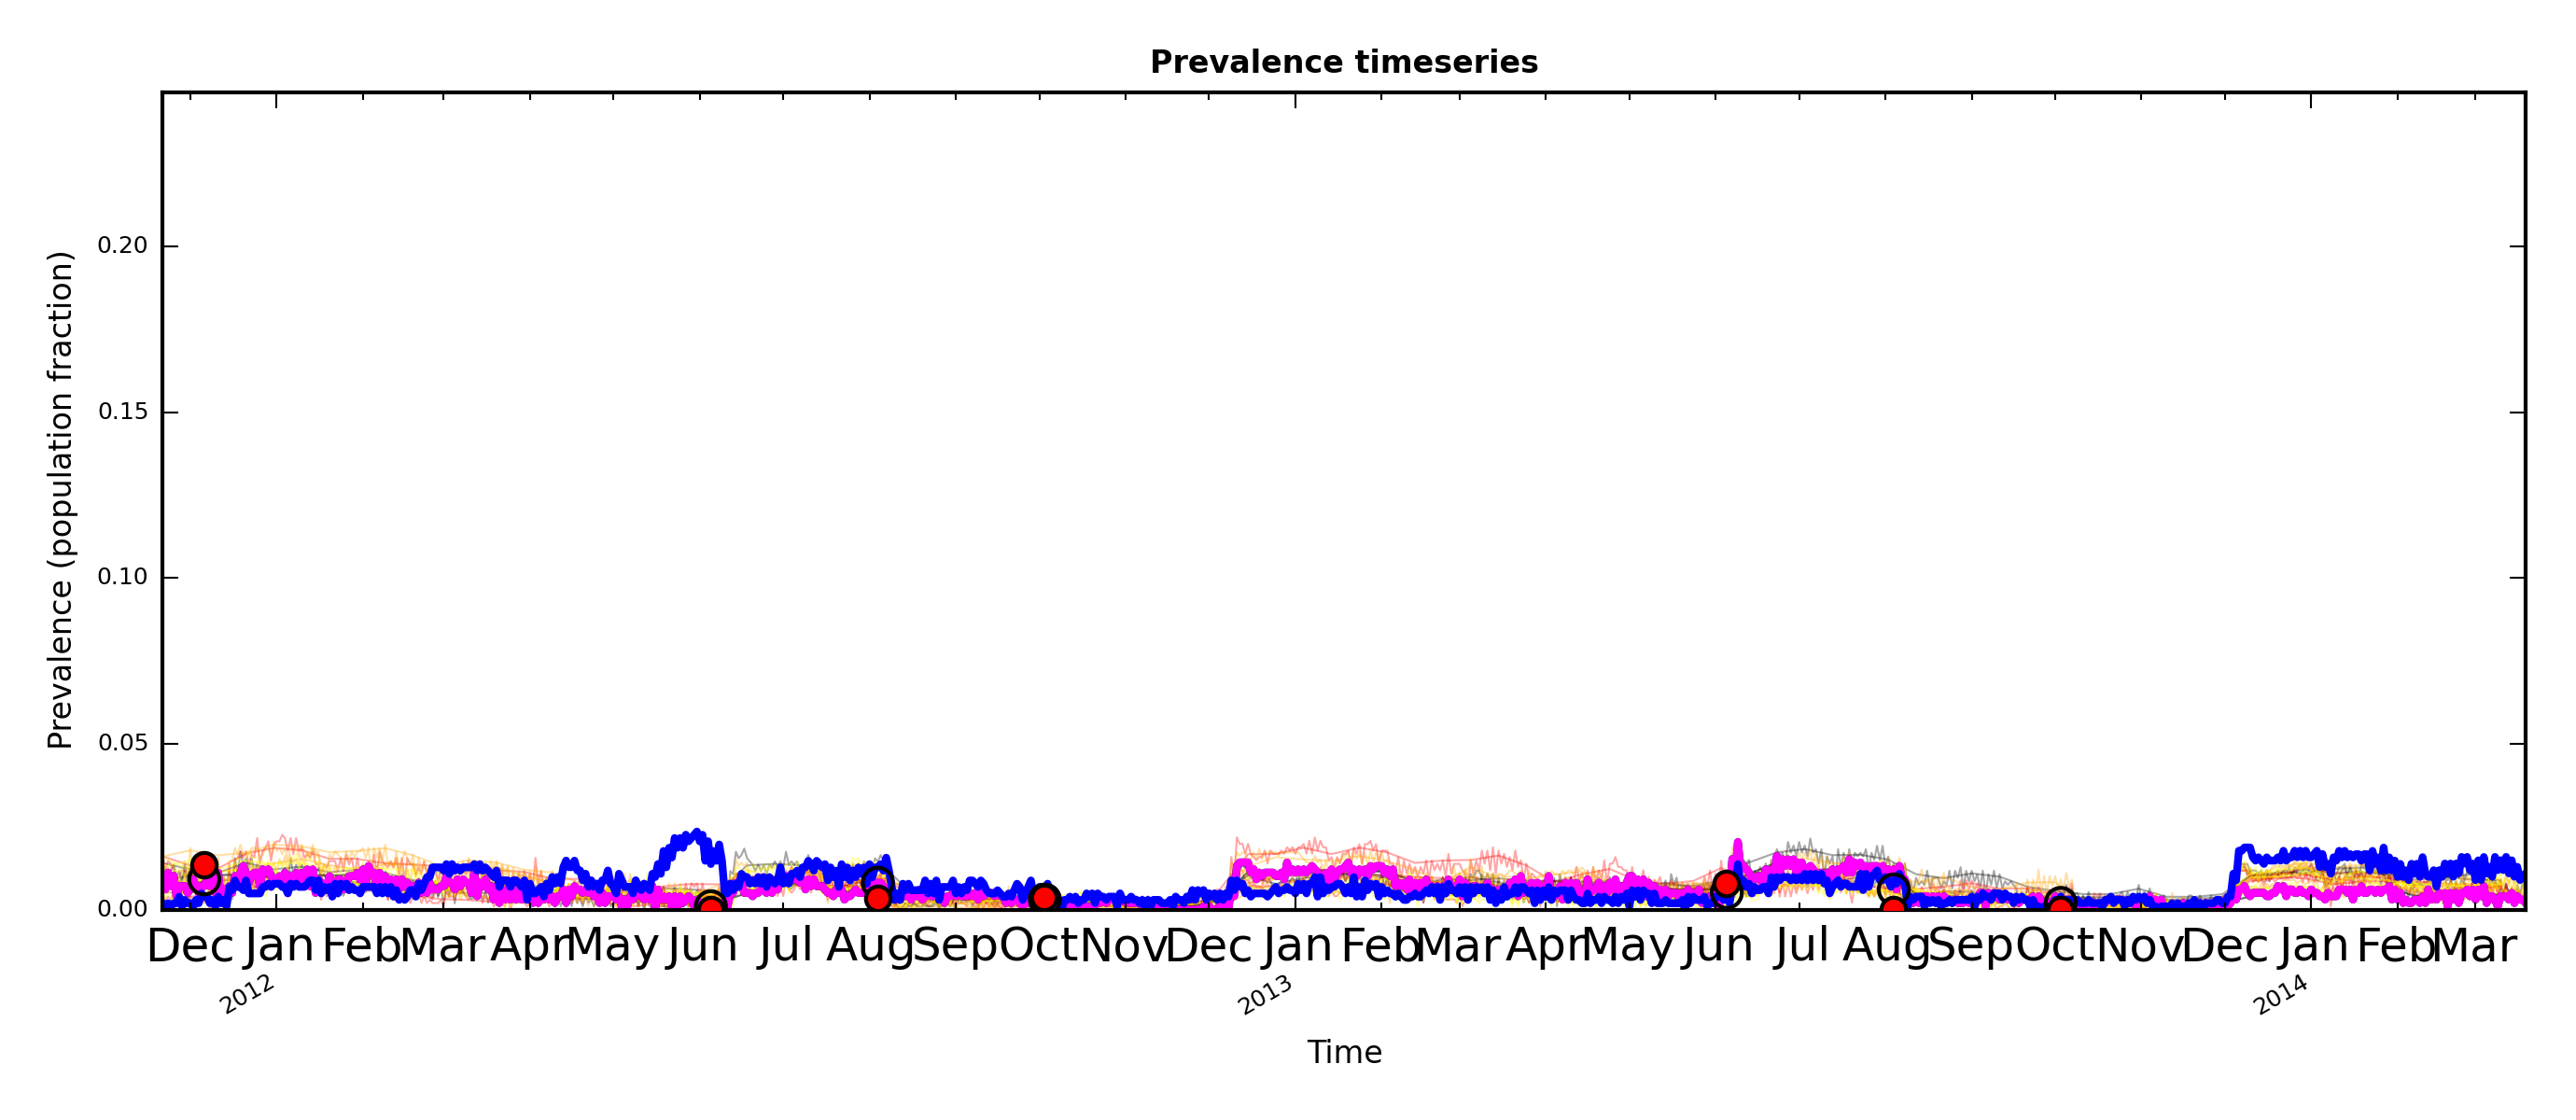 Prevalence timeseries
Prevalence (population fraction)
0.20
0.15
0.10
0.05
0.00
Dec Jan Feb Mar Apr May Jun Jul Aug Sep Oct Nov Dec Jan Feb Mar Apr May Jun Jul Aug Sep Oct Nov Dec Jan Feb Mar
2012 2013 2014
Time